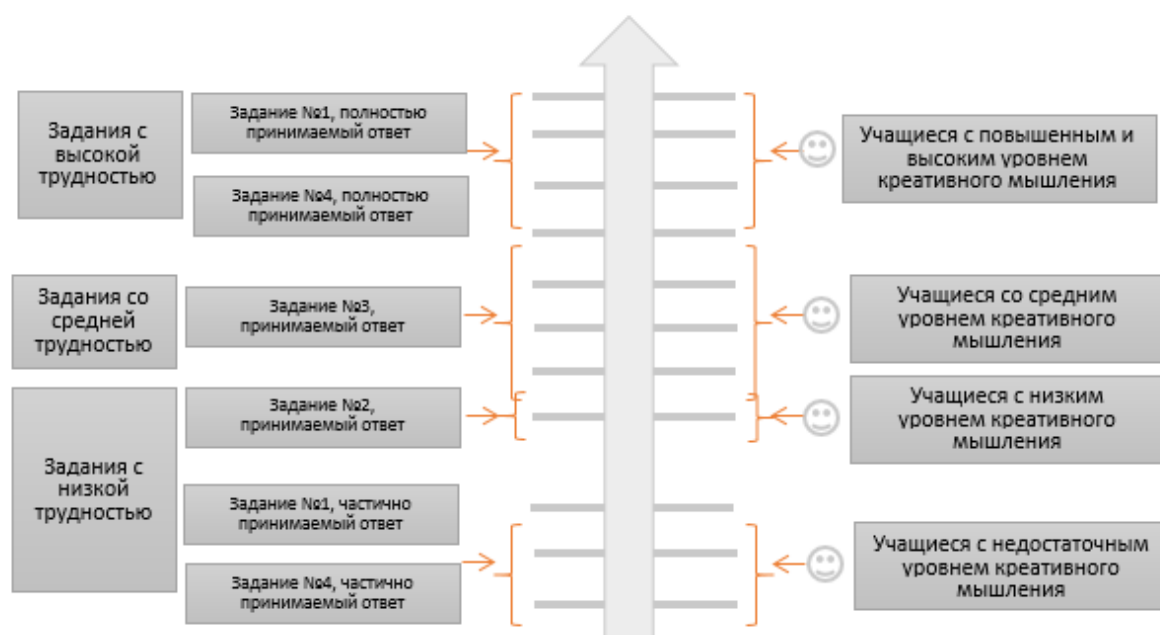 Задания с
высокой
трудностью
Задание №1, полностью
принимаемый ответ
Задание №4, полностью
принимаемый ответ
Учащиеся с повышенным и
высоким уровнем
креативного мышления
Задания со
средней
трудностью
Задание №3,
принимаемый ответ
Учащиеся со средним
уровнем креативного
мышления
Задания с
низкой
трудностью
Задание №2,
принимаемый ответ
Учащиеся с низким
уровнем креативного
мышления
Задание №1, частично
принимаемый ответ
Задание №4, частично
принимаемый ответ
Учащиеся с недостаточным
уровнем креативного
мышления